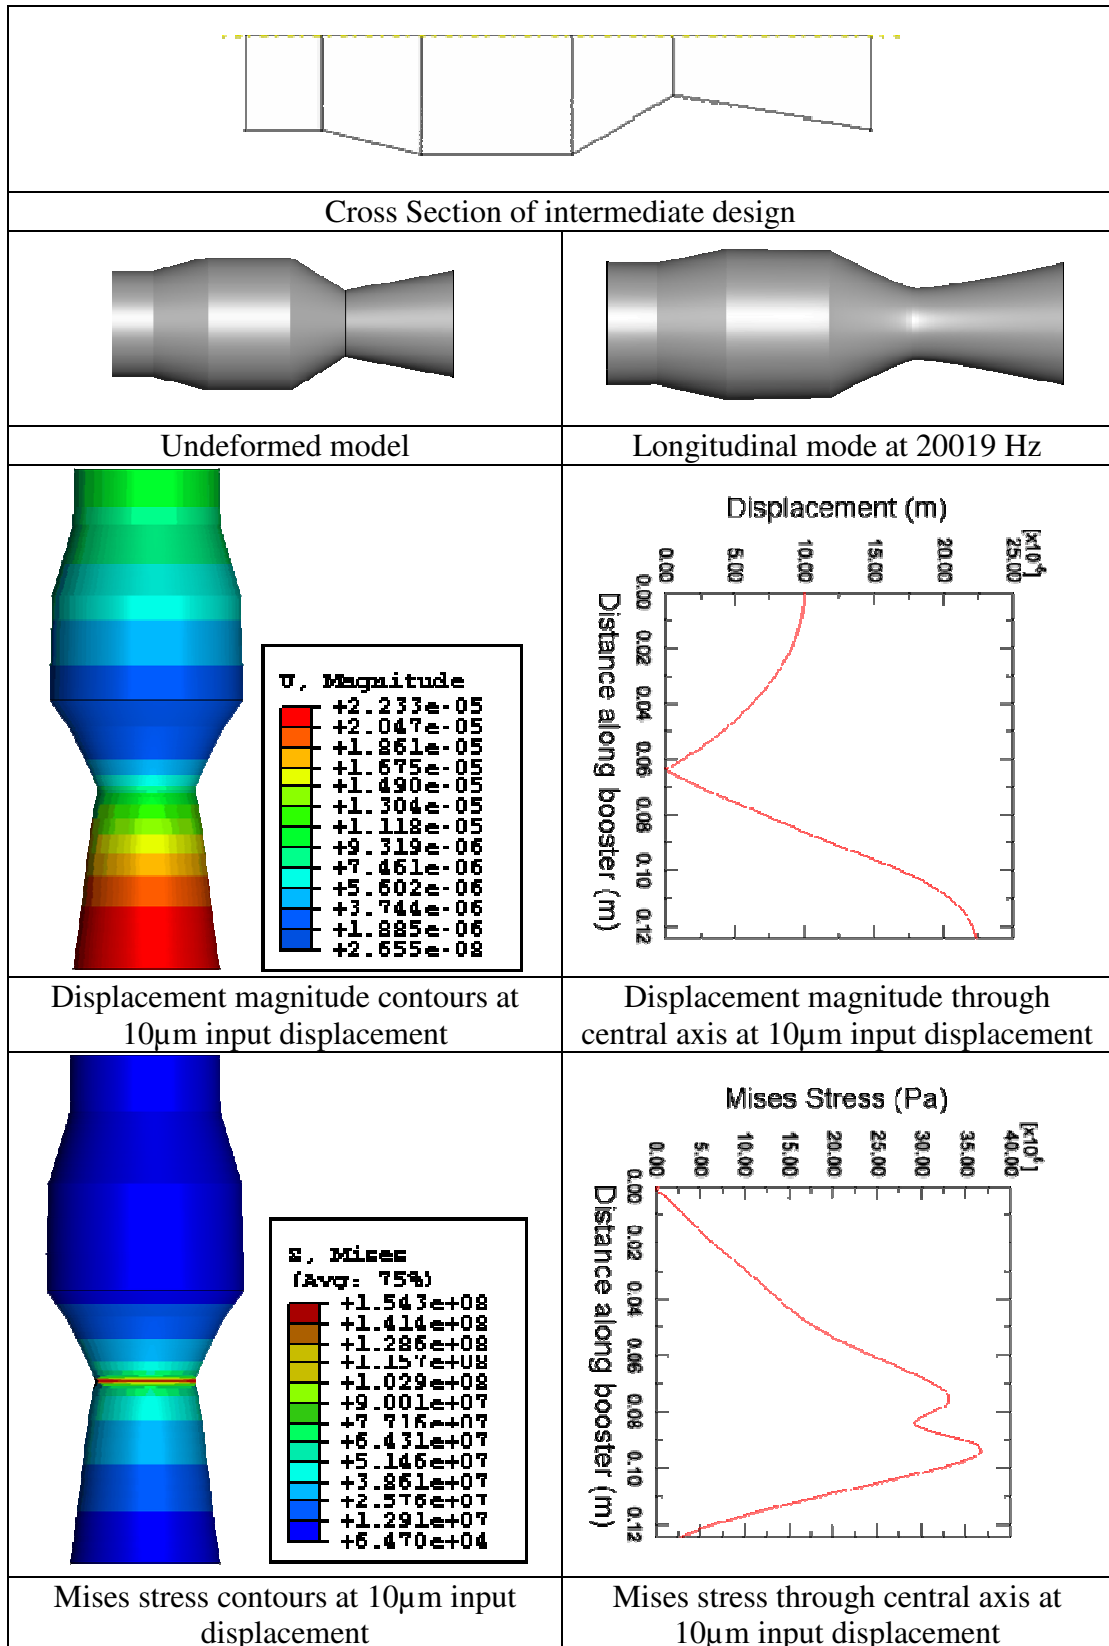 Cross Section of intermediate design
Undeformed model
Longitudinal mode at 20019 Hz
U, Magnitude
+2.233e-05
+2.047e-05
+1.861e-05
+1.675e-05
+1.490e-05
+1.304e-05
+1.118e-05
+9.319e-06
+7.461e-06
+5.602e-06
+3.744e-06
+1.885e-06
+2.655e-08
Displacement (m)
[x10⁻⁶]
0.00 5.00 10.00 15.00 20.00 25.00
0.00
0.02
0.04
0.06
0.08
0.10
0.12
Distance along booster (m)
Displacement magnitude contours at
10µm input displacement
Displacement magnitude through
central axis at 10µm input displacement
S, Mises
(Avg: 75%)
+1.543e+08
+1.414e+08
+1.286e+08
+1.157e+08
+1.029e+08
+9.001e+07
+7.716e+07
+6.431e+07
+5.146e+07
+3.861e+07
+2.576e+07
+1.291e+07
+6.470e+04
Mises Stress (Pa)
[x10⁶]
0.00 5.00 10.00 15.00 20.00 25.00 30.00 35.00 40.00
0.00
0.02
0.04
0.06
0.08
0.10
0.12
Distance along booster (m)
Mises stress contours at 10µm input
displacement
Mises stress through central axis at
10µm input displacement